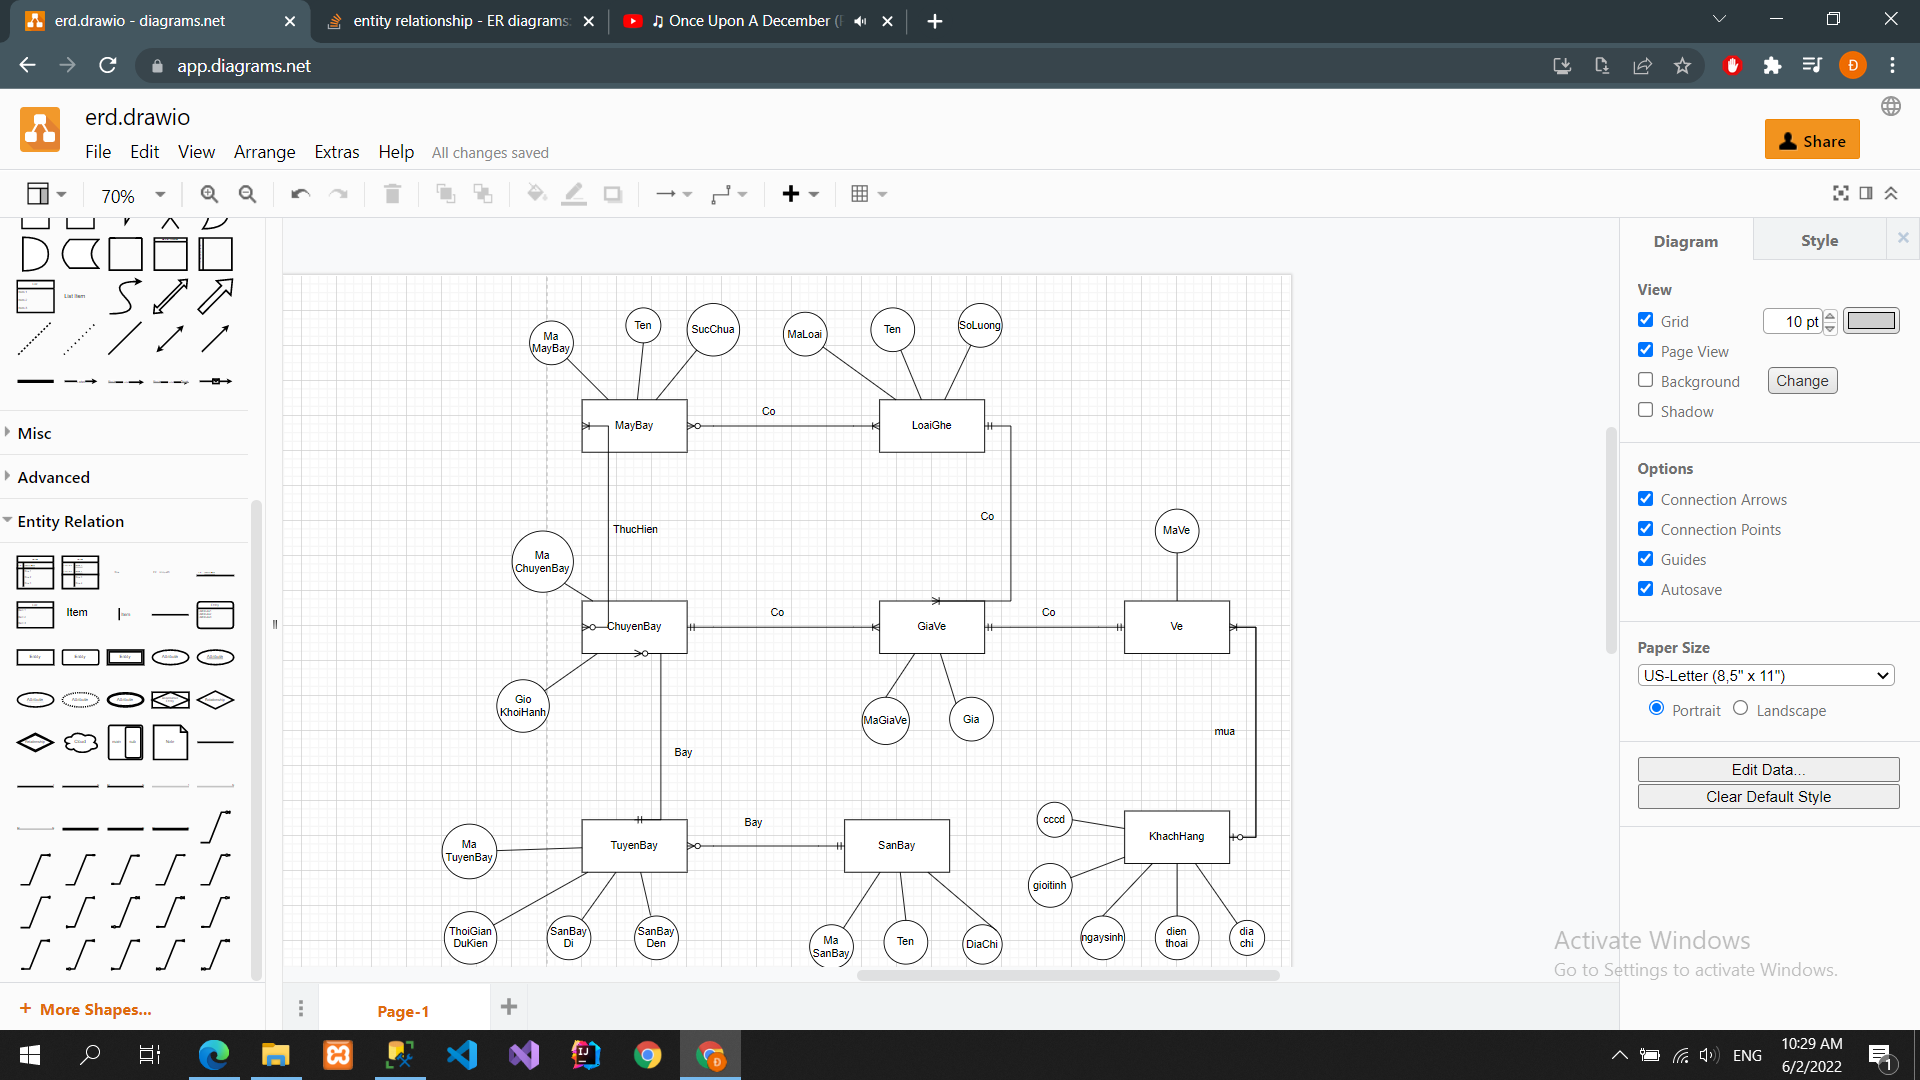 erd.drawio - diagrams.net
entity relationship - ER diagrams:
♫ Once Upon A December (
app.diagrams.net
Đ
erd.drawio
File Edit View Arrange Extras Help All changes saved
Share
70%
Diagram
Style
List Item
Misc
Advanced
Entity Relation
Item
More Shapes...
View
Grid
10 pt
Page View
Background
Change
Shadow
Options
Connection Arrows
Connection Points
Guides
Autosave
Paper Size
US-Letter (8,5" x 11")
Portrait
Landscape
Edit Data...
Clear Default Style
Ma
MayBay
Ten
SucChua
MaLoai
Ten
SoLuong
MayBay
Co
LoaiGhe
ThucHien
Co
MaVe
Ma
ChuyenBay
ChuyenBay
Co
GiaVe
Co
Ve
Gio
KhoiHanh
MaGiaVe
Gia
Bay
mua
Ma
TuyenBay
TuyenBay
Bay
SanBay
cccd
KhachHang
gioitinh
ThoiGian
DuKien
SanBay
Di
SanBay
Den
Ma
SanBay
Ten
DiaChi
ngaysinh
dien
thoai
dia
chi
Activate Windows
Go to Settings to activate Windows.
Page-1
ENG
10:29 AM
6/2/2022
1